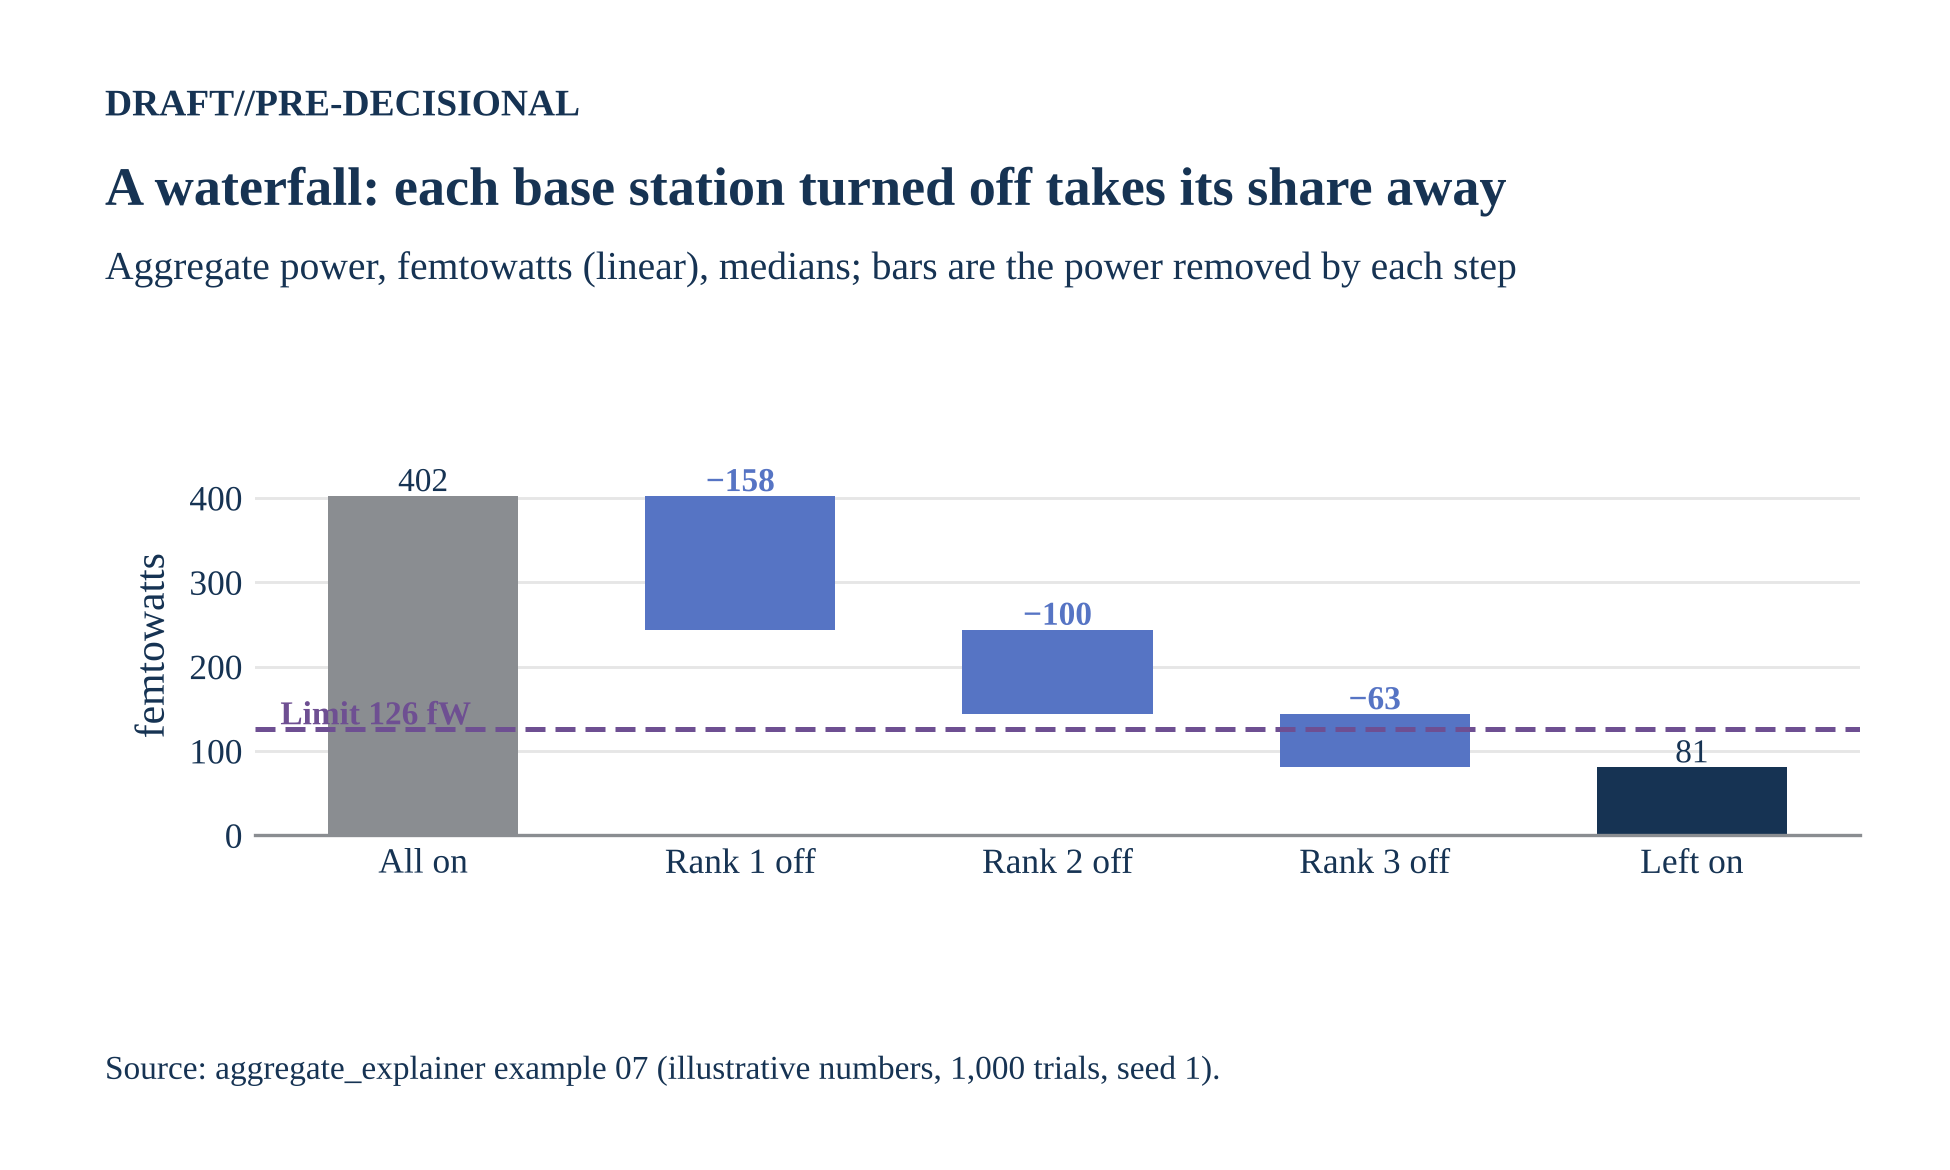 DRAFT//PRE-DECISIONAL
A waterfall: each base station turned off takes its share away
Aggregate power, femtowatts (linear), medians; bars are the power removed by each step
femtowatts
400
300
200
100
0
402
−158
−100
−63
81
Limit 126 fW
All on
Rank 1 off
Rank 2 off
Rank 3 off
Left on
Source: aggregate_explainer example 07 (illustrative numbers, 1,000 trials, seed 1).